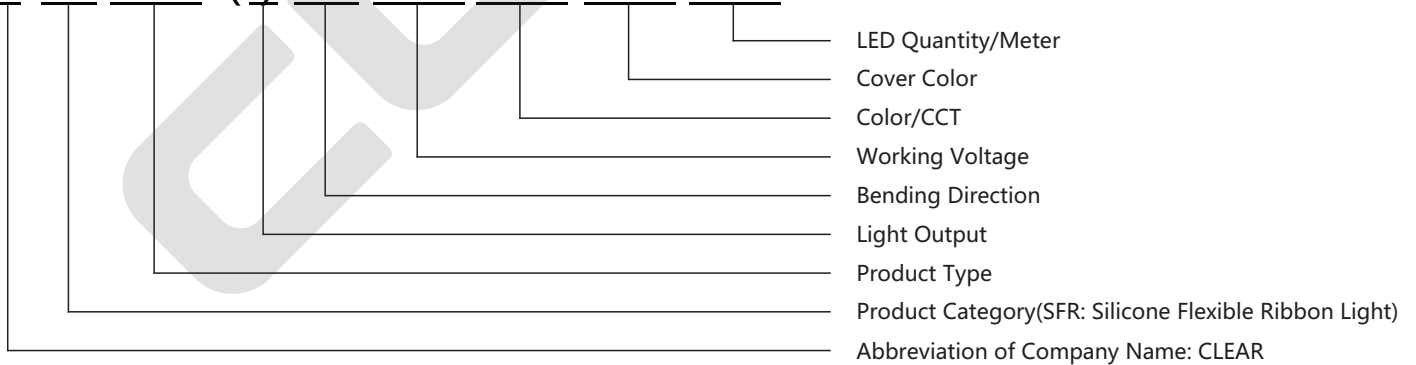 LED Quantity/Meter
Cover Color
Color/CCT
Working Voltage
Bending Direction
Light Output
Product Type
Product Category(SFR: Silicone Flexible Ribbon Light)
Abbreviation of Company Name: CLEAR